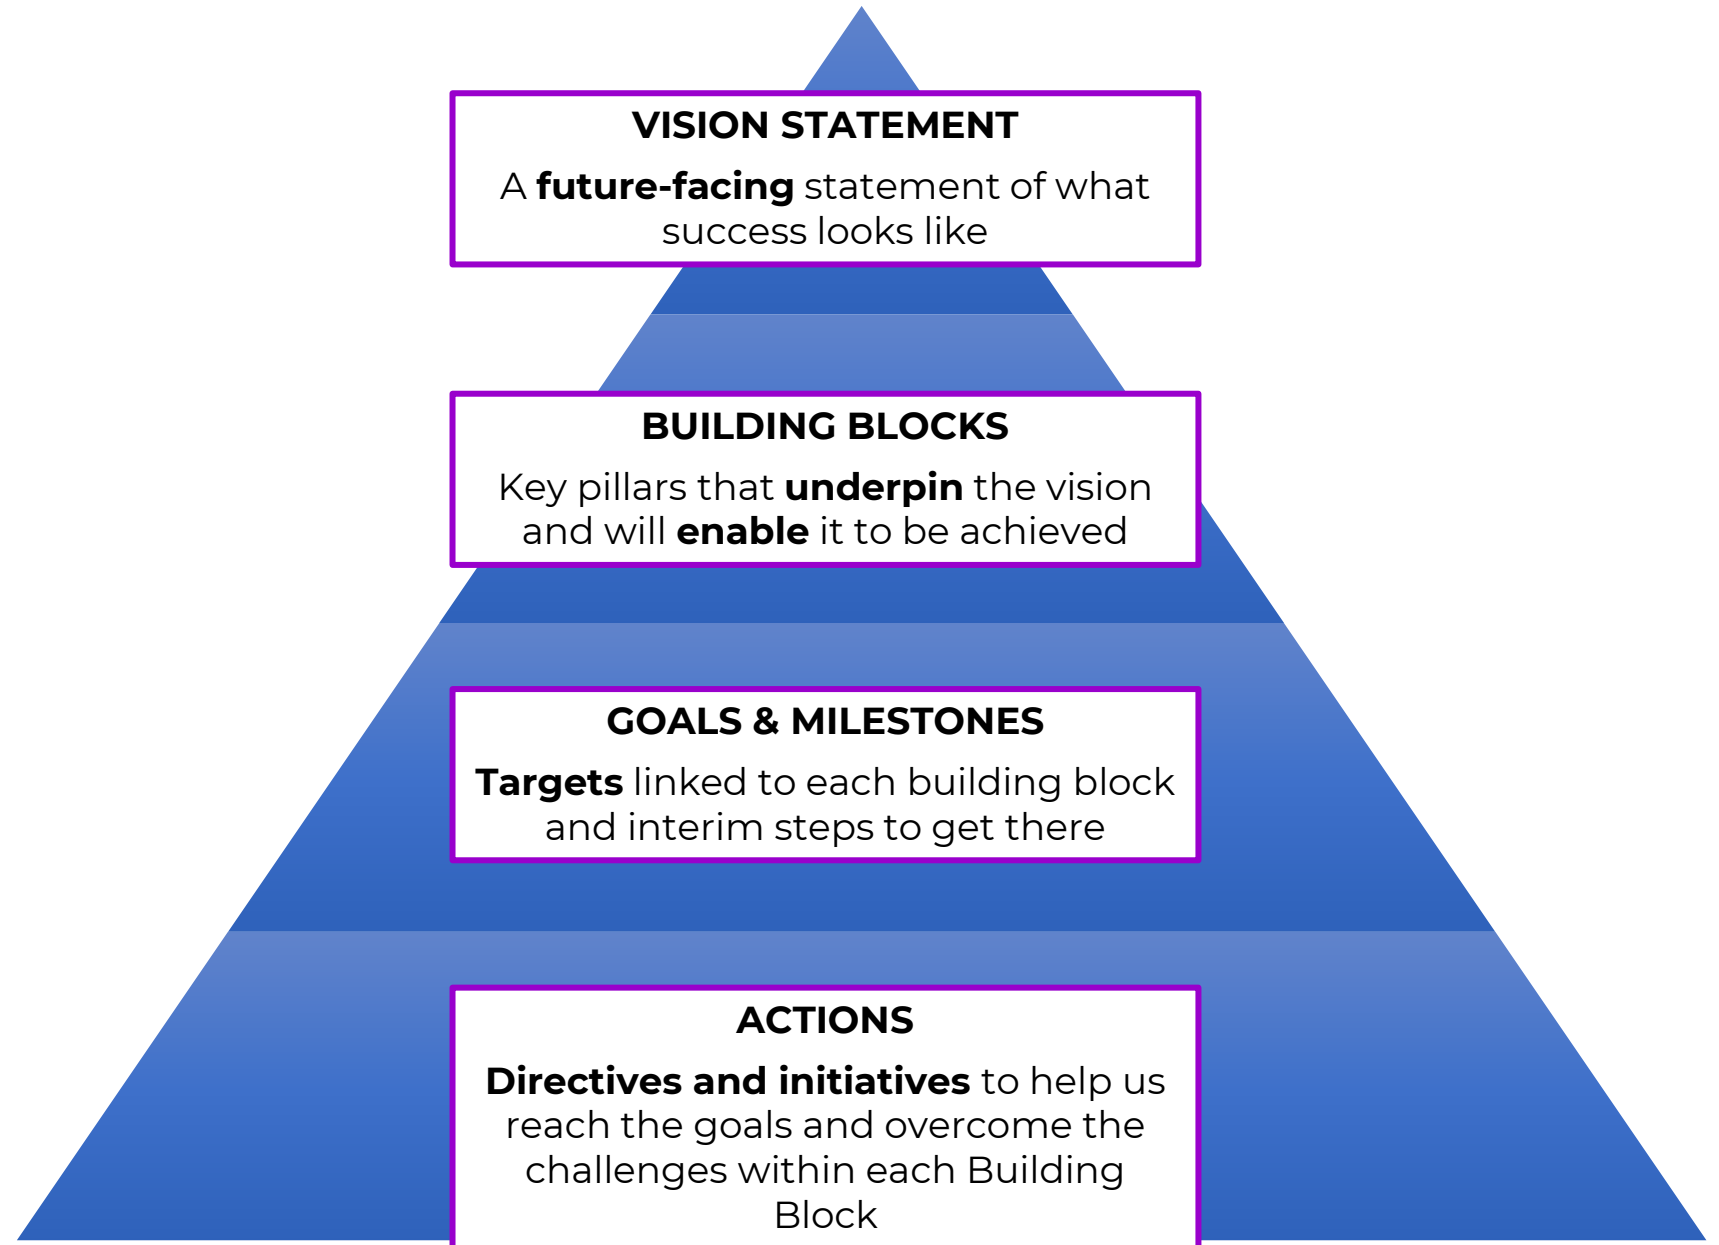 VISION STATEMENT
A future-facing statement of what
success looks like
BUILDING BLOCKS
Key pillars that underpin the vision
and will enable it to be achieved
GOALS & MILESTONES
Targets linked to each building block
and interim steps to get there
ACTIONS
Directives and initiatives to help us
reach the goals and overcome the
challenges within each Building
Block